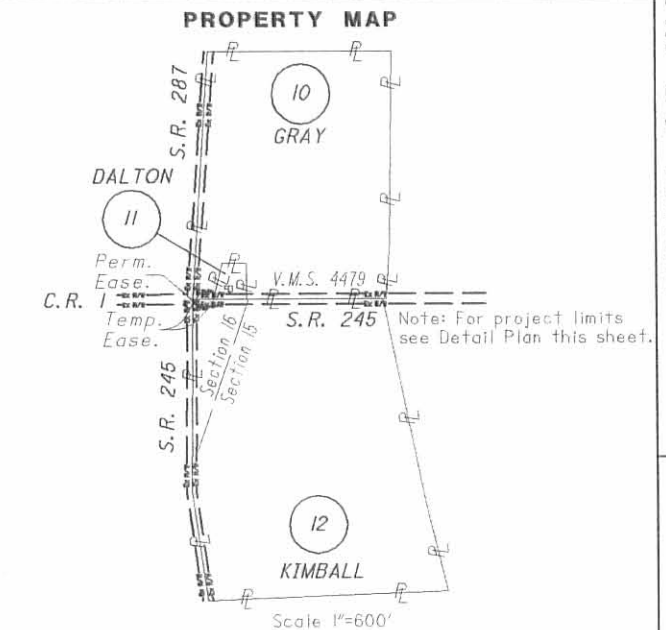 PROPERTY MAP
S.R. 287
10
GRAY
DALTON
11
Perm.
Ease.
V.M.S. 4479
C.R. 1
Temp.
Ease.
S.R. 245
Note: For project limits
see Detail Plan this sheet.
Section 16
Section 15
S.R. 245
12
KIMBALL
Scale 1"=600'